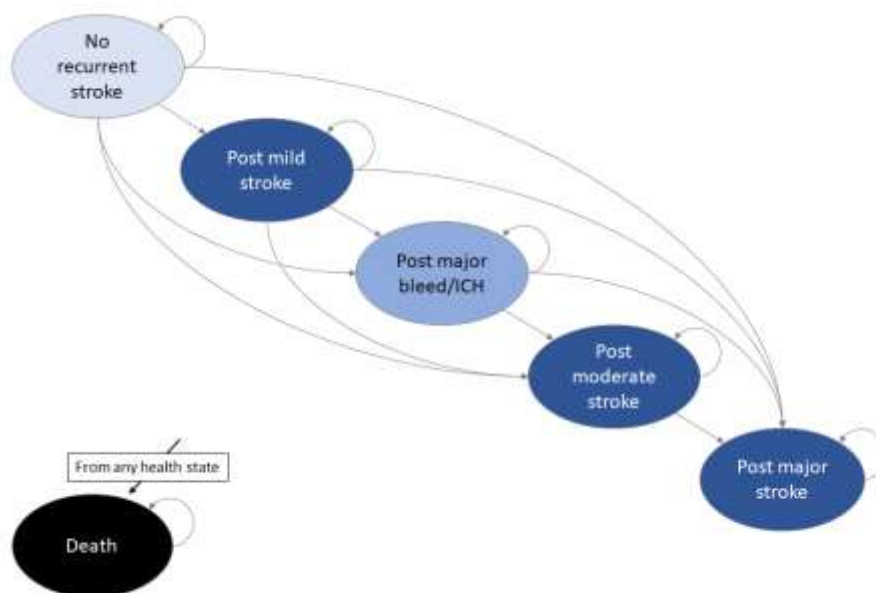 No
recurrent
stroke
Post mild
stroke
Post major
bleed/ICH
Post
moderate
stroke
Post major
stroke
From any health state
Death